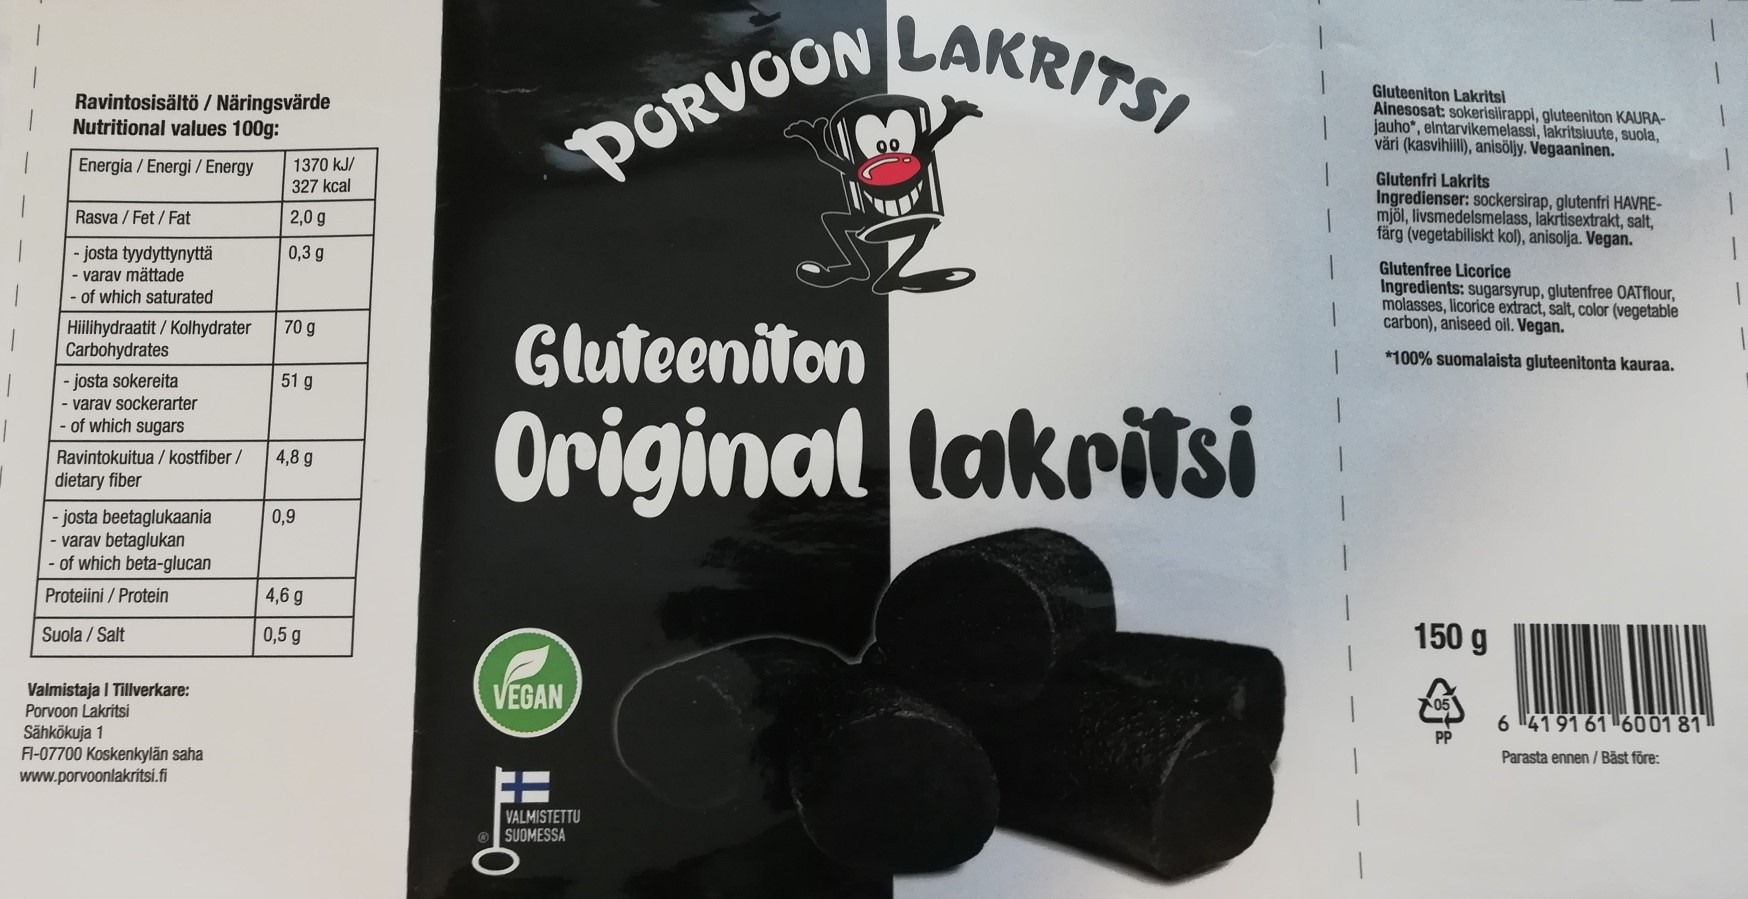 Ravintosisältö / Näringsvärde
Nutritional values 100g:
Energia / Energi / Energy 1370 kJ/
327 kcal
Rasva / Fet / Fat 2,0 g
- josta tyydyttynyttä 0,3 g
- varav mättade
- of which saturated
Hiilihydraatit / Kolhydrater 70 g
Carbohydrates
- josta sokereita 51 g
- varav sockerarter
- of which sugars
Ravintokuitua / kostfiber / 4,8 g
dietary fiber
- josta beetaglukaania 0,9
- varav betaglukan
- of which beta-glucan
Proteiini / Protein 4,6 g
Suola / Salt 0,5 g
Valmistaja I Tillverkare:
Porvoon Lakritsi
Sähkökuja 1
FI-07700 Koskenkylän saha
www.porvoonlakritsi.fi
PORVOON LAKRITSI
Gluteeniton
Original lakritsi
VEGAN
VALMISTETTU
® SUOMESSA
Gluteeniton Lakritsi
Ainesosat: sokerisiirappi, gluteeniton KAURA-
jauho*, elntarvikemelassi, lakritsiuute, suola,
väri (kasvihiili), anisöljy. Vegaaninen.
Glutenfri Lakrits
Ingredienser: sockersirap, glutenfri HAVRE-
mjöl, livsmedelsmelass, lakrtisextrakt, salt,
färg (vegetabiliskt kol), anisolja. Vegan.
Glutenfree Licorice
Ingredients: sugarsyrup, glutenfree OATflour,
molasses, licorice extract, salt, color (vegetable
carbon), aniseed oil. Vegan.
*100% suomalaista gluteenitonta kauraa.
150 g
05
PP
6 419161 600181
Parasta ennen / Bäst före: